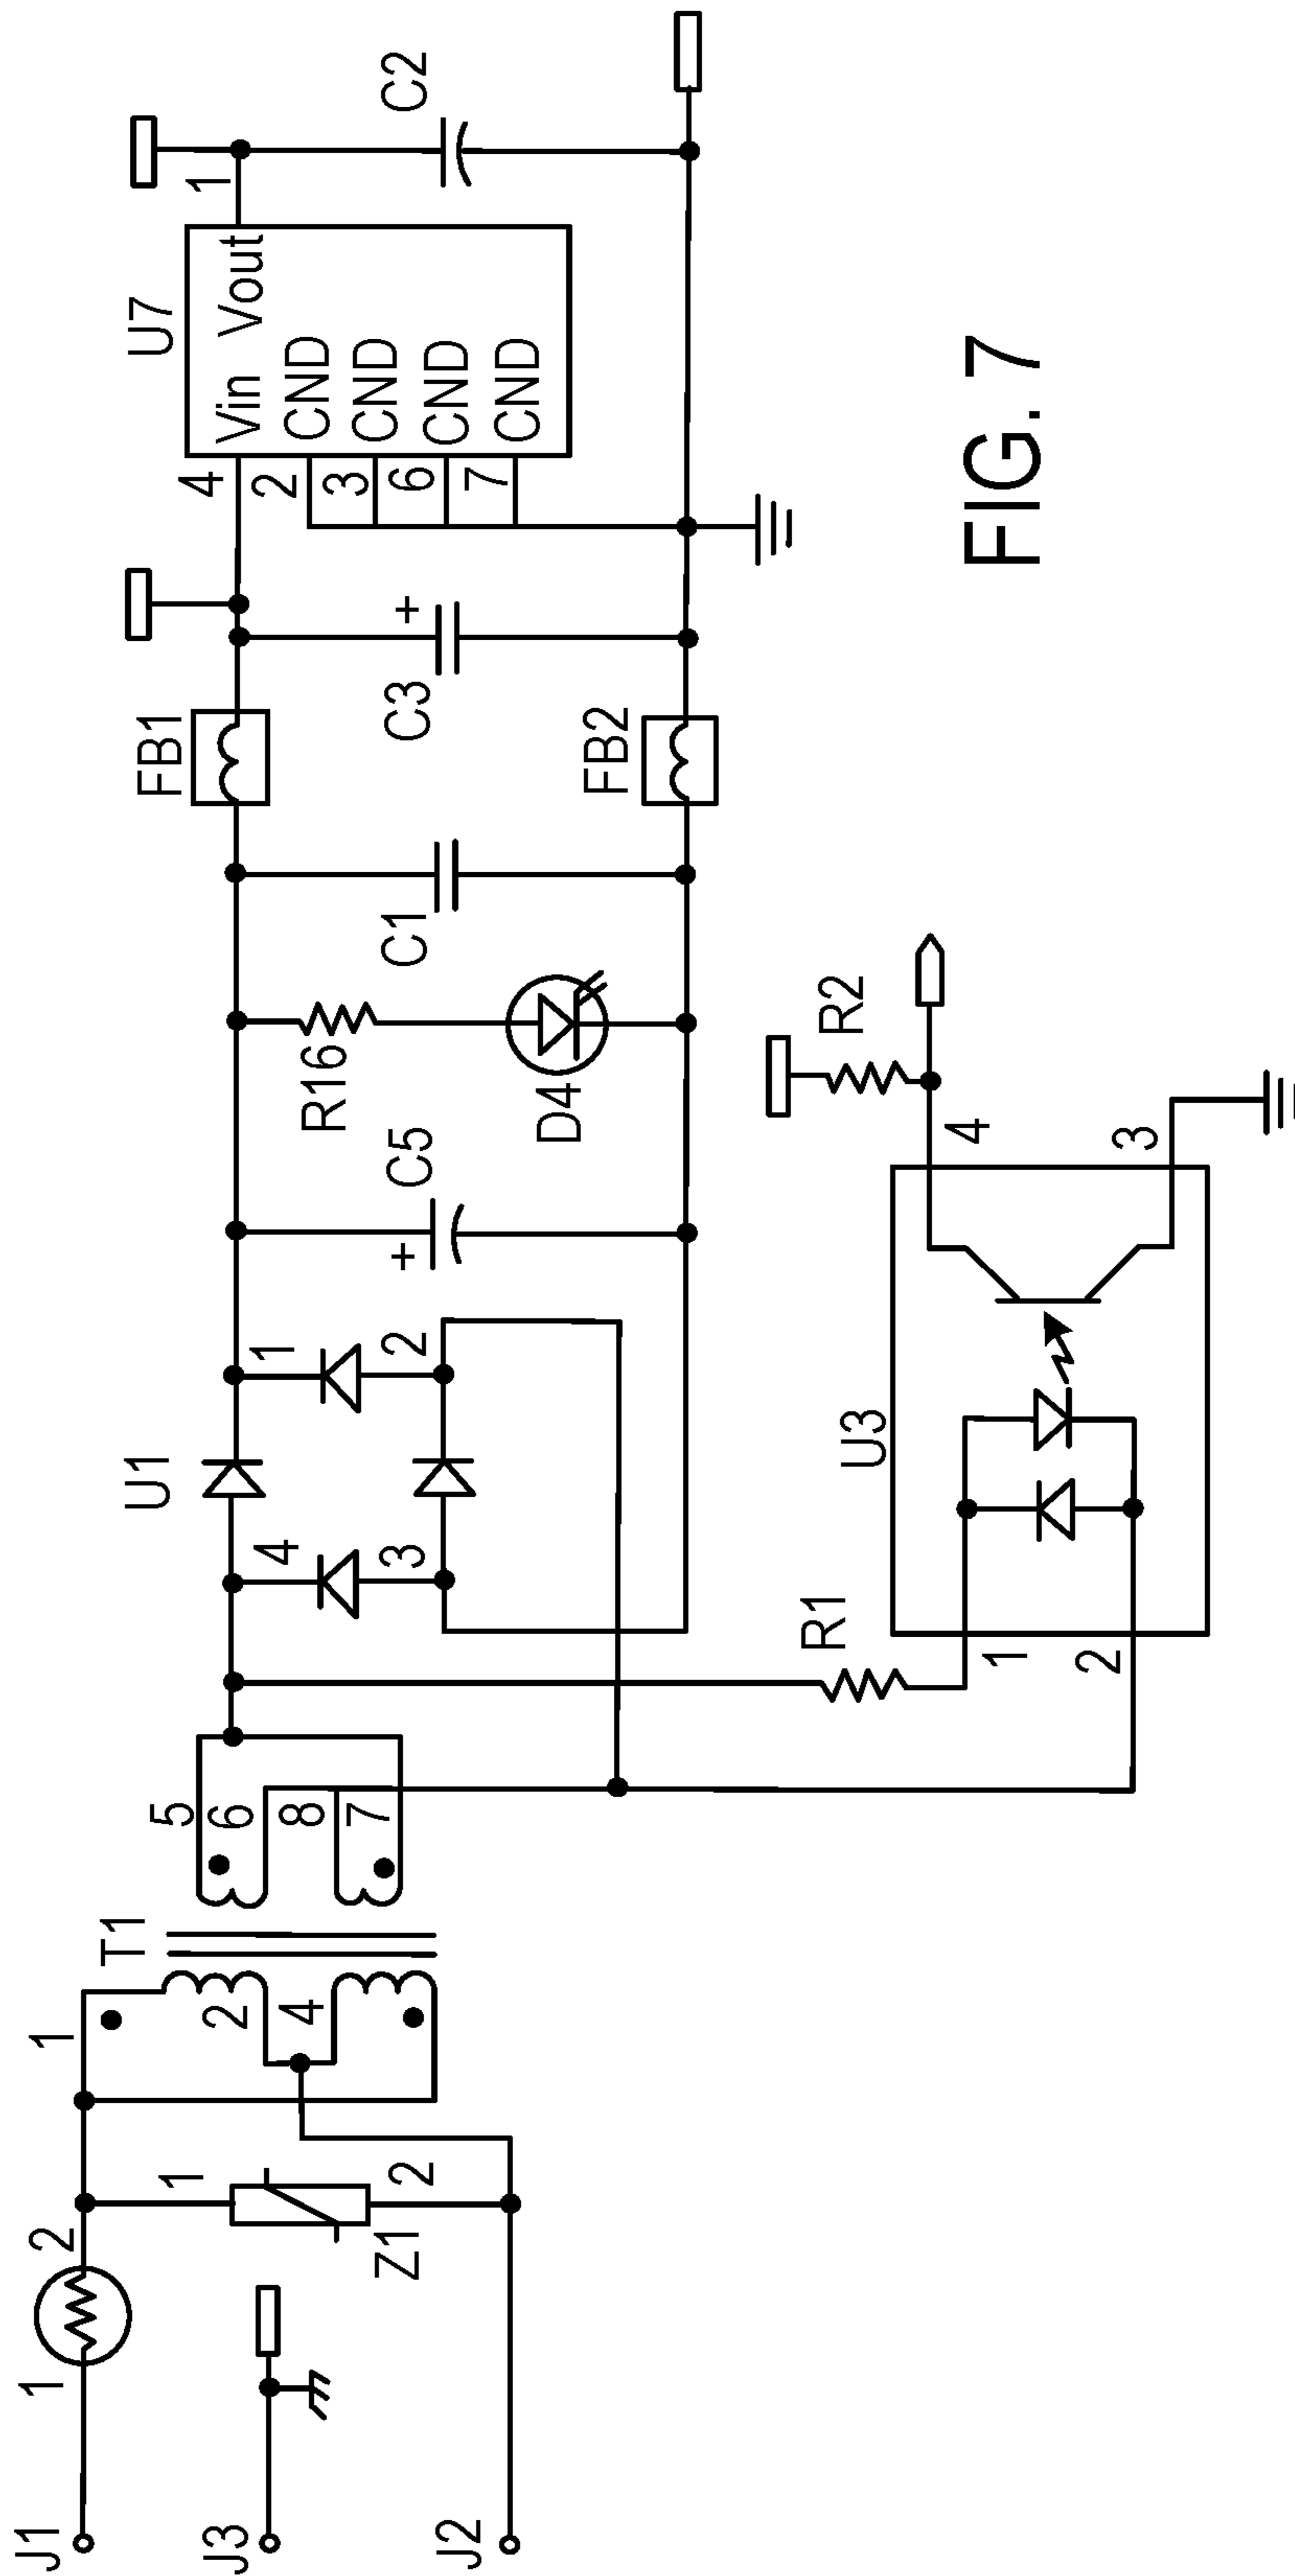 J1
1
2
J3
J2
1
Z1
2
1
T1
2
4
5
6
8
7
U1
4
3
1
2
R1
+
C5
R16
D4
C1
FB1
FB2
C3
+
4
2
3
6
7
U7
Vin Vout
CND
CND
CND
CND
1
C2
U3
1
2
4
3
R2
FIG. 7